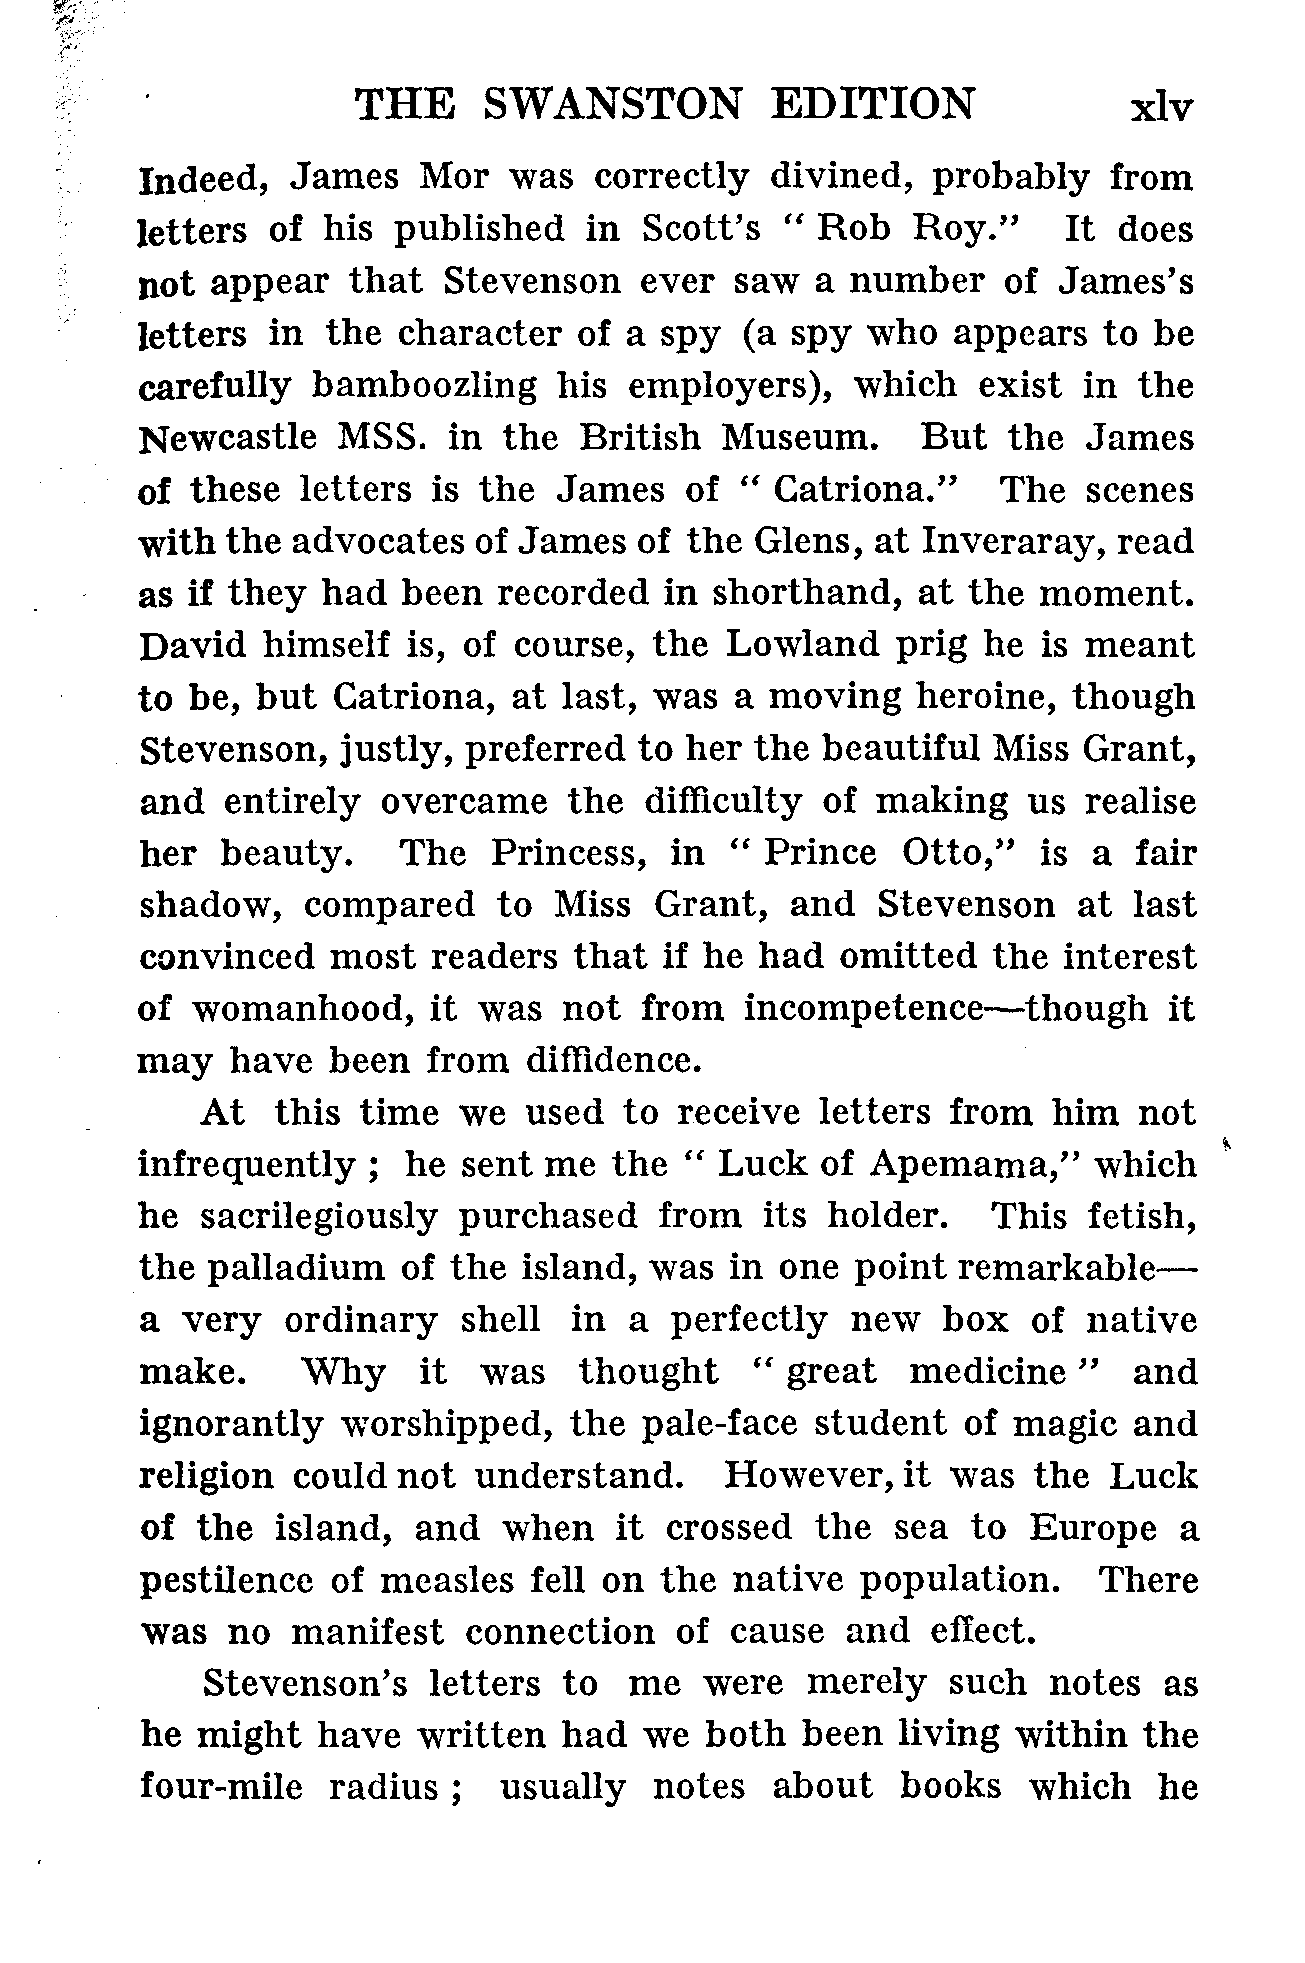 THE SWANSTON EDITION xlv
Indeed, James Mor was correctly divined, probably from
letters of his published in Scott's “ Rob Roy.” It does
not appear that Stevenson ever saw a number of James's
letters in the character of a spy (a spy who appears to be
carefully bamboozling his employers), which exist in the
Newcastle MSS. in the British Museum. But the James
of these letters is the James of “ Catriona.” The scenes
with the advocates of James of the Glens, at Inveraray, read
as if they had been recorded in shorthand, at the moment.
David himself is, of course, the Lowland prig he is meant
to be, but Catriona, at last, was a moving heroine, though
Stevenson, justly, preferred to her the beautiful Miss Grant,
and entirely overcame the difficulty of making us realise
her beauty. The Princess, in “ Prince Otto,” is a fair
shadow, compared to Miss Grant, and Stevenson at last
convinced most readers that if he had omitted the interest
of womanhood, it was not from incompetence—though it
may have been from diffidence.
At this time we used to receive letters from him not
infrequently ; he sent me the “ Luck of Apemama,” which
he sacrilegiously purchased from its holder. This fetish,
the palladium of the island, was in one point remarkable—
a very ordinary shell in a perfectly new box of native
make. Why it was thought “ great medicine ” and
ignorantly worshipped, the pale-face student of magic and
religion could not understand. However, it was the Luck
of the island, and when it crossed the sea to Europe a
pestilence of measles fell on the native population. There
was no manifest connection of cause and effect.
Stevenson's letters to me were merely such notes as
he might have written had we both been living within the
four-mile radius ; usually notes about books which he